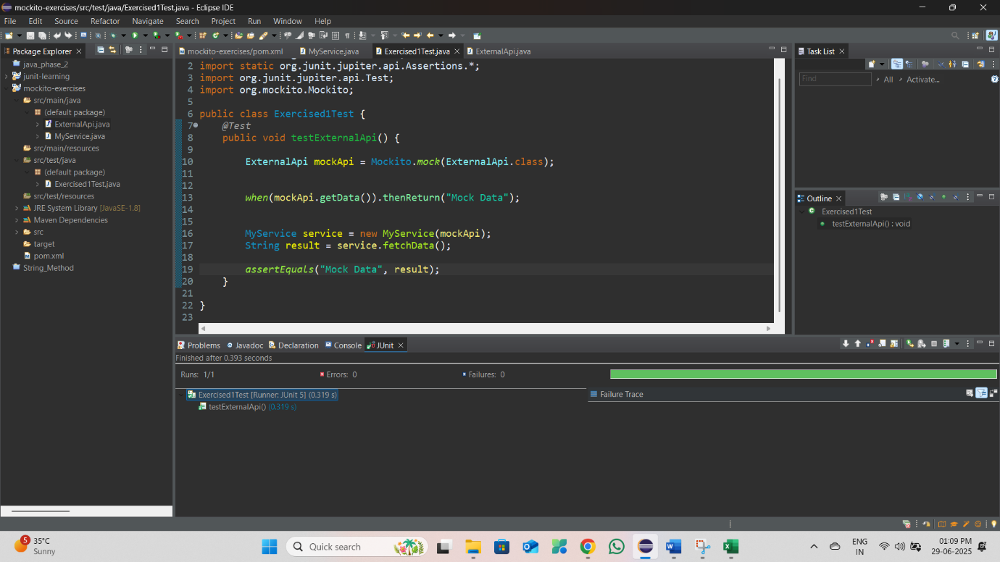 mockito-exercises/src/test/java/Exercised1Test.java - Eclipse IDE
File Edit Source Refactor Navigate Search Project Run Window Help
Package Explorer
java_phase_2
junit-learning
mockito-exercises
src/main/java
(default package)
ExternalApi.java
MyService.java
src/main/resources
src/test/java
(default package)
Exercised1Test.java
src/test/resources
JRE System Library [JavaSE-1.8]
Maven Dependencies
src
target
pom.xml
String_Method
mockito-exercises/pom.xml MyService.java Exercised1Test.java ExternalApi.java
2 import static org.junit.jupiter.api.Assertions.*;
3 import org.junit.jupiter.api.Test;
4 import org.mockito.Mockito;
5
6 public class Exercised1Test {
7 @Test
8 public void testExternalApi() {
9
10 ExternalApi mockApi = Mockito.mock(ExternalApi.class);
11
12
13 when(mockApi.getData()).thenReturn("Mock Data");
14
15
16 MyService service = new MyService(mockApi);
17 String result = service.fetchData();
18
19 assertEquals("Mock Data", result);
20 }
21
22 }
23
Task List
Find All Activate...
Outline
Exercised1Test
testExternalApi() : void
Problems Javadoc Declaration Console JUnit
Finished after 0.393 seconds
Runs: 1/1 Errors: 0 Failures: 0
Exercised1Test [Runner: JUnit 5] (0.319 s)
testExternalApi() (0.319 s)
Failure Trace
5
35°C
Sunny
Quick search
ENG
IN
01:09 PM
29-06-2025